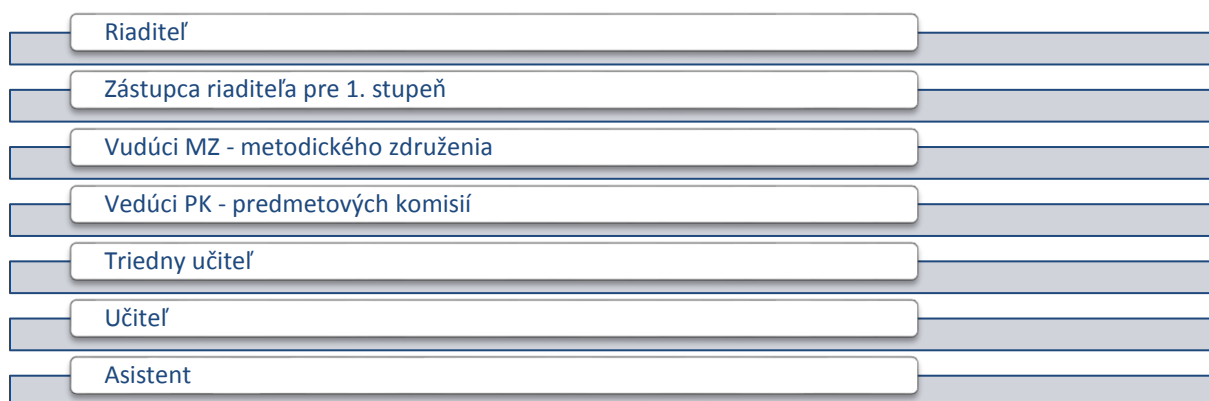 Riaditeľ
Zástupca riaditeľa pre 1. stupeň
Vudúci MZ - metodického združenia
Vedúci PK - predmetových komisií
Triedny učiteľ
Učiteľ
Asistent